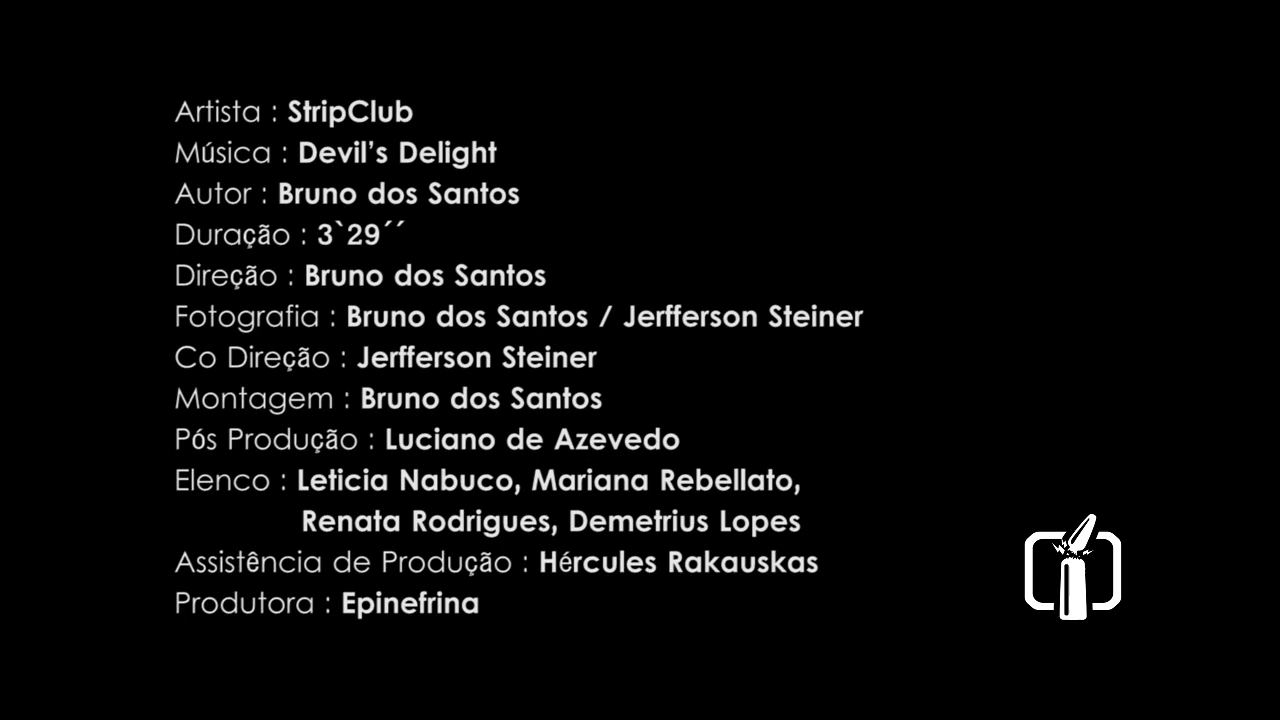 Artista : StripClub
Música : Devil’s Delight
Autor : Bruno dos Santos
Duração : 3`29´´
Direção : Bruno dos Santos
Fotografia : Bruno dos Santos / Jerfferson Steiner
Co Direção : Jerfferson Steiner
Montagem : Bruno dos Santos
Pós Produção : Luciano de Azevedo
Elenco : Leticia Nabuco, Mariana Rebellato,
Renata Rodrigues, Demetrius Lopes
Assistência de Produção : Hércules Rakauskas
Produtora : Epinefrina